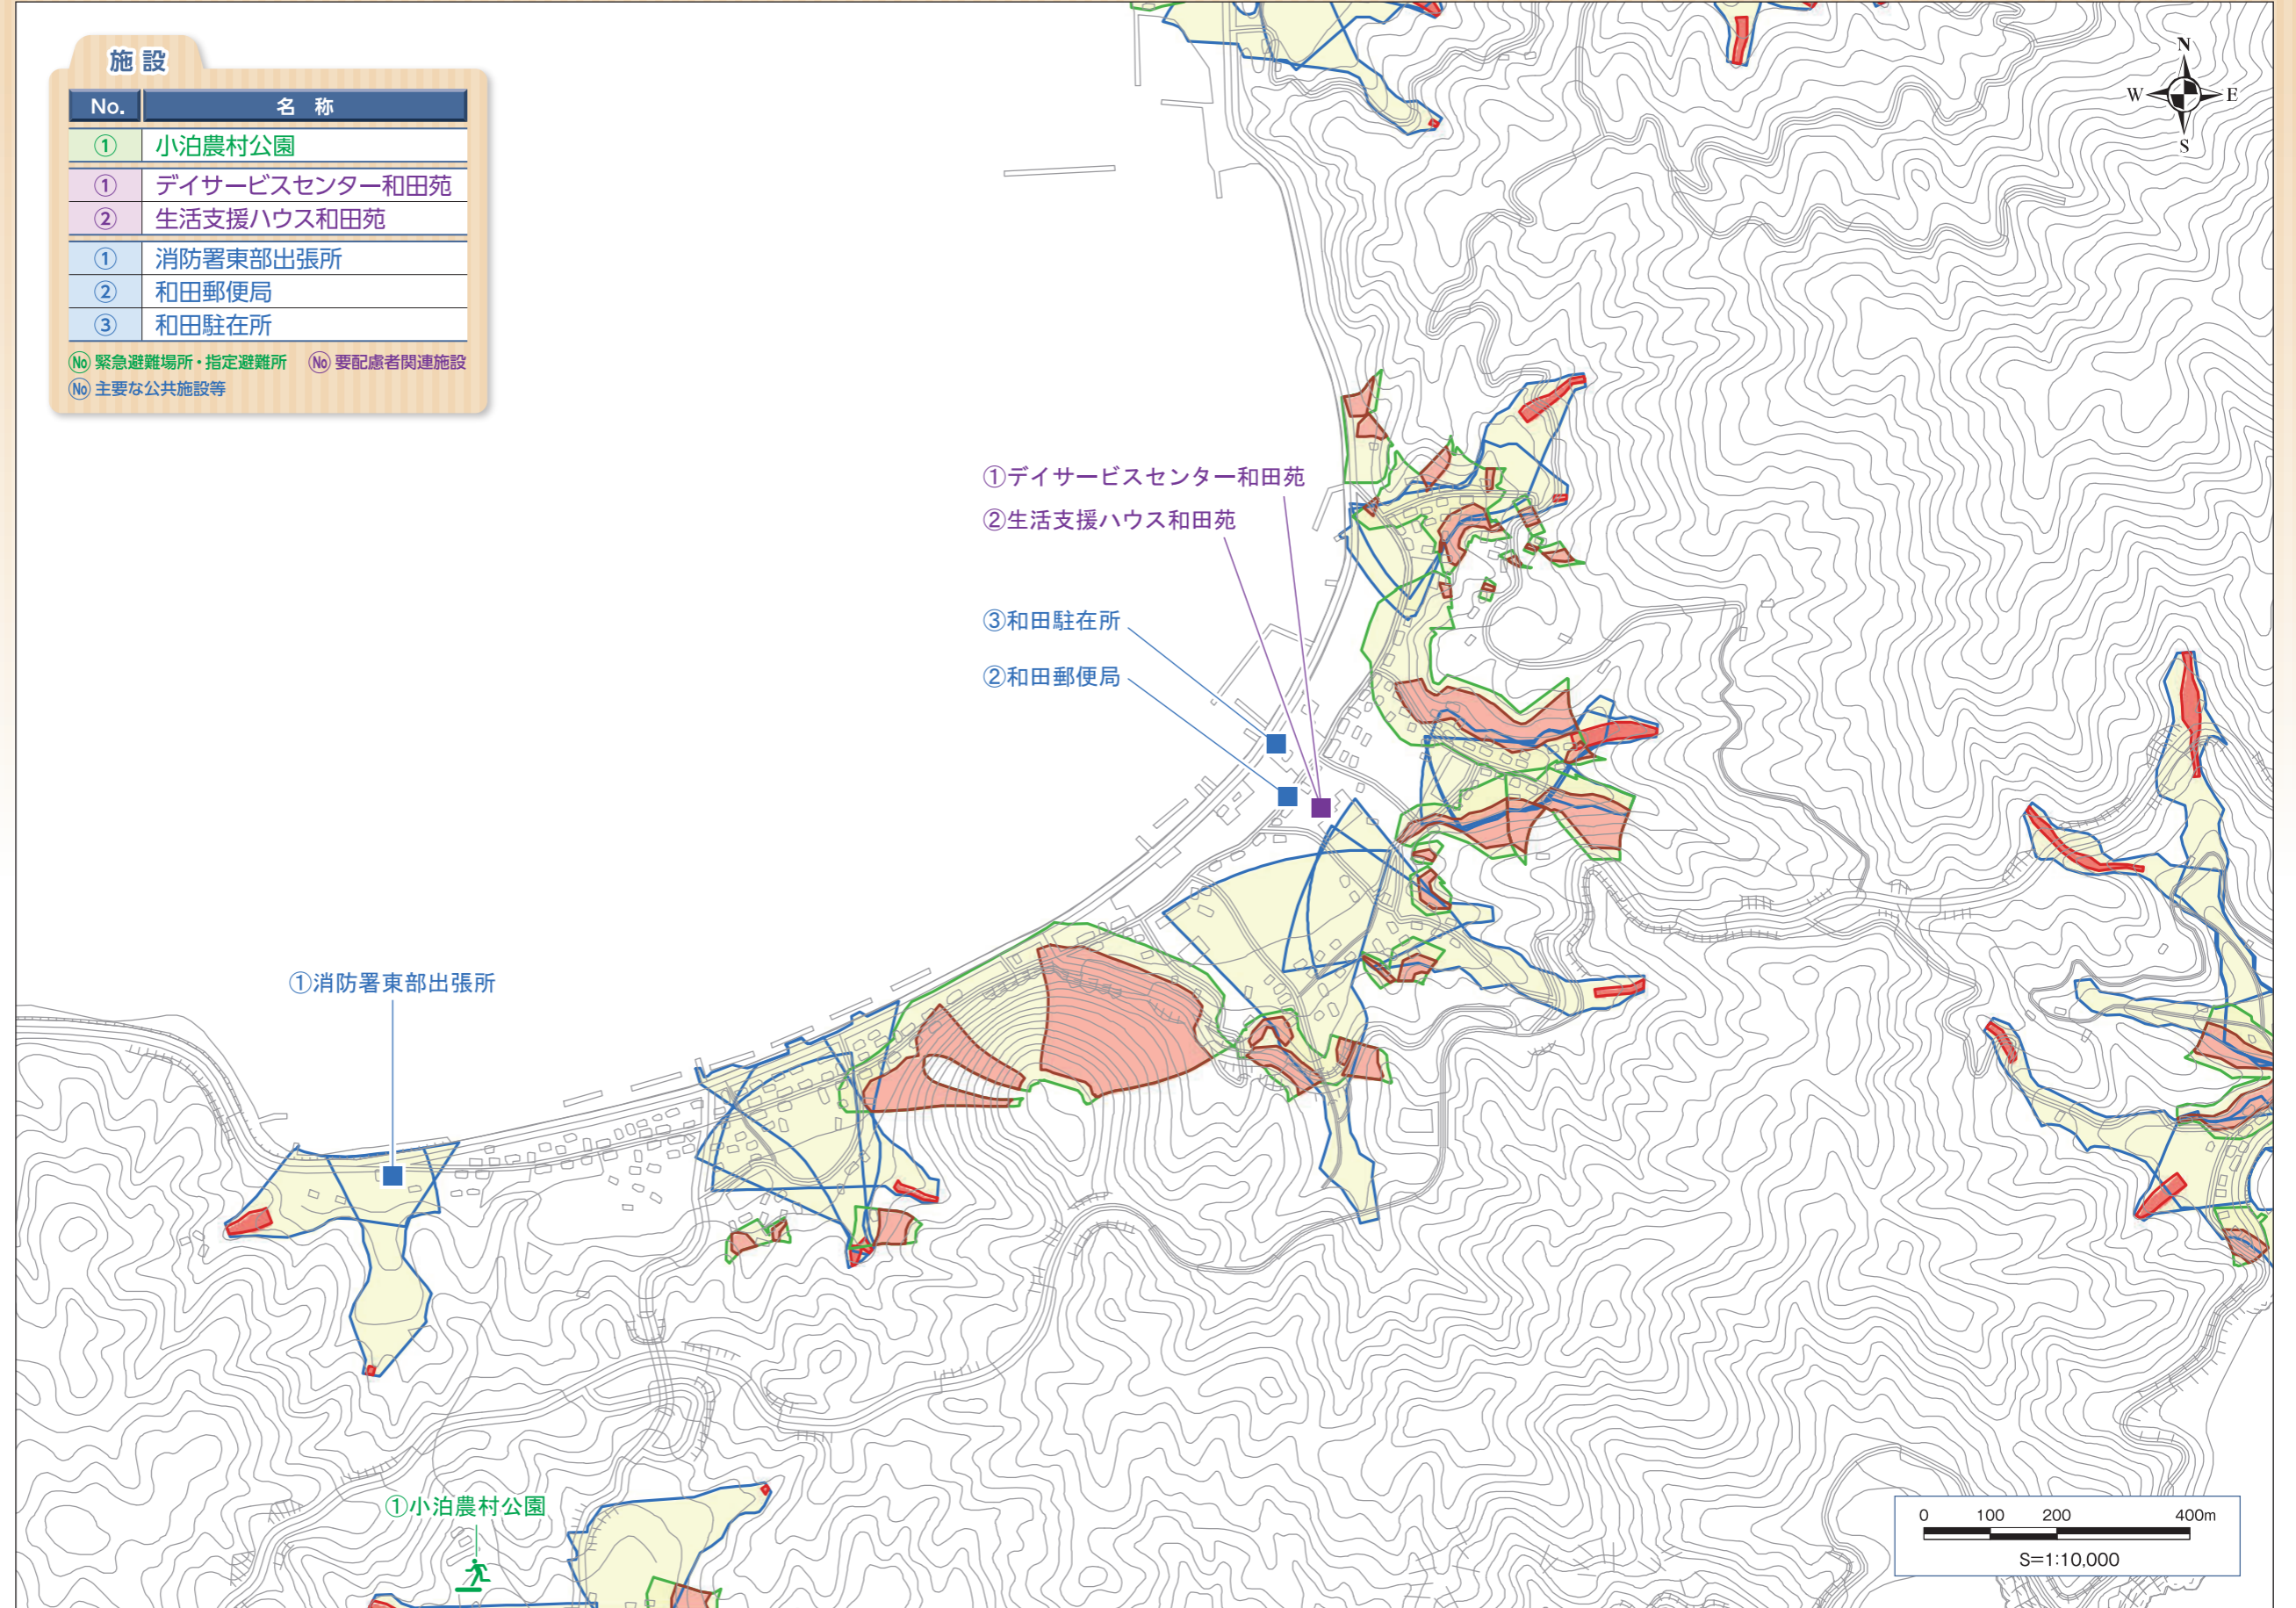 施設
No. 名称
① 小泊農村公園
① デイサービスセンター和田苑
② 生活支援ハウス和田苑
① 消防署東部出張所
② 和田郵便局
③ 和田駐在所
No 緊急避難場所・指定避難所 No 要配慮者関連施設
No 主要な公共施設等
N
W E
S
①デイサービスセンター和田苑
②生活支援ハウス和田苑
③和田駐在所
②和田郵便局
①消防署東部出張所
①小泊農村公園
0 100 200 400m
S=1:10,000